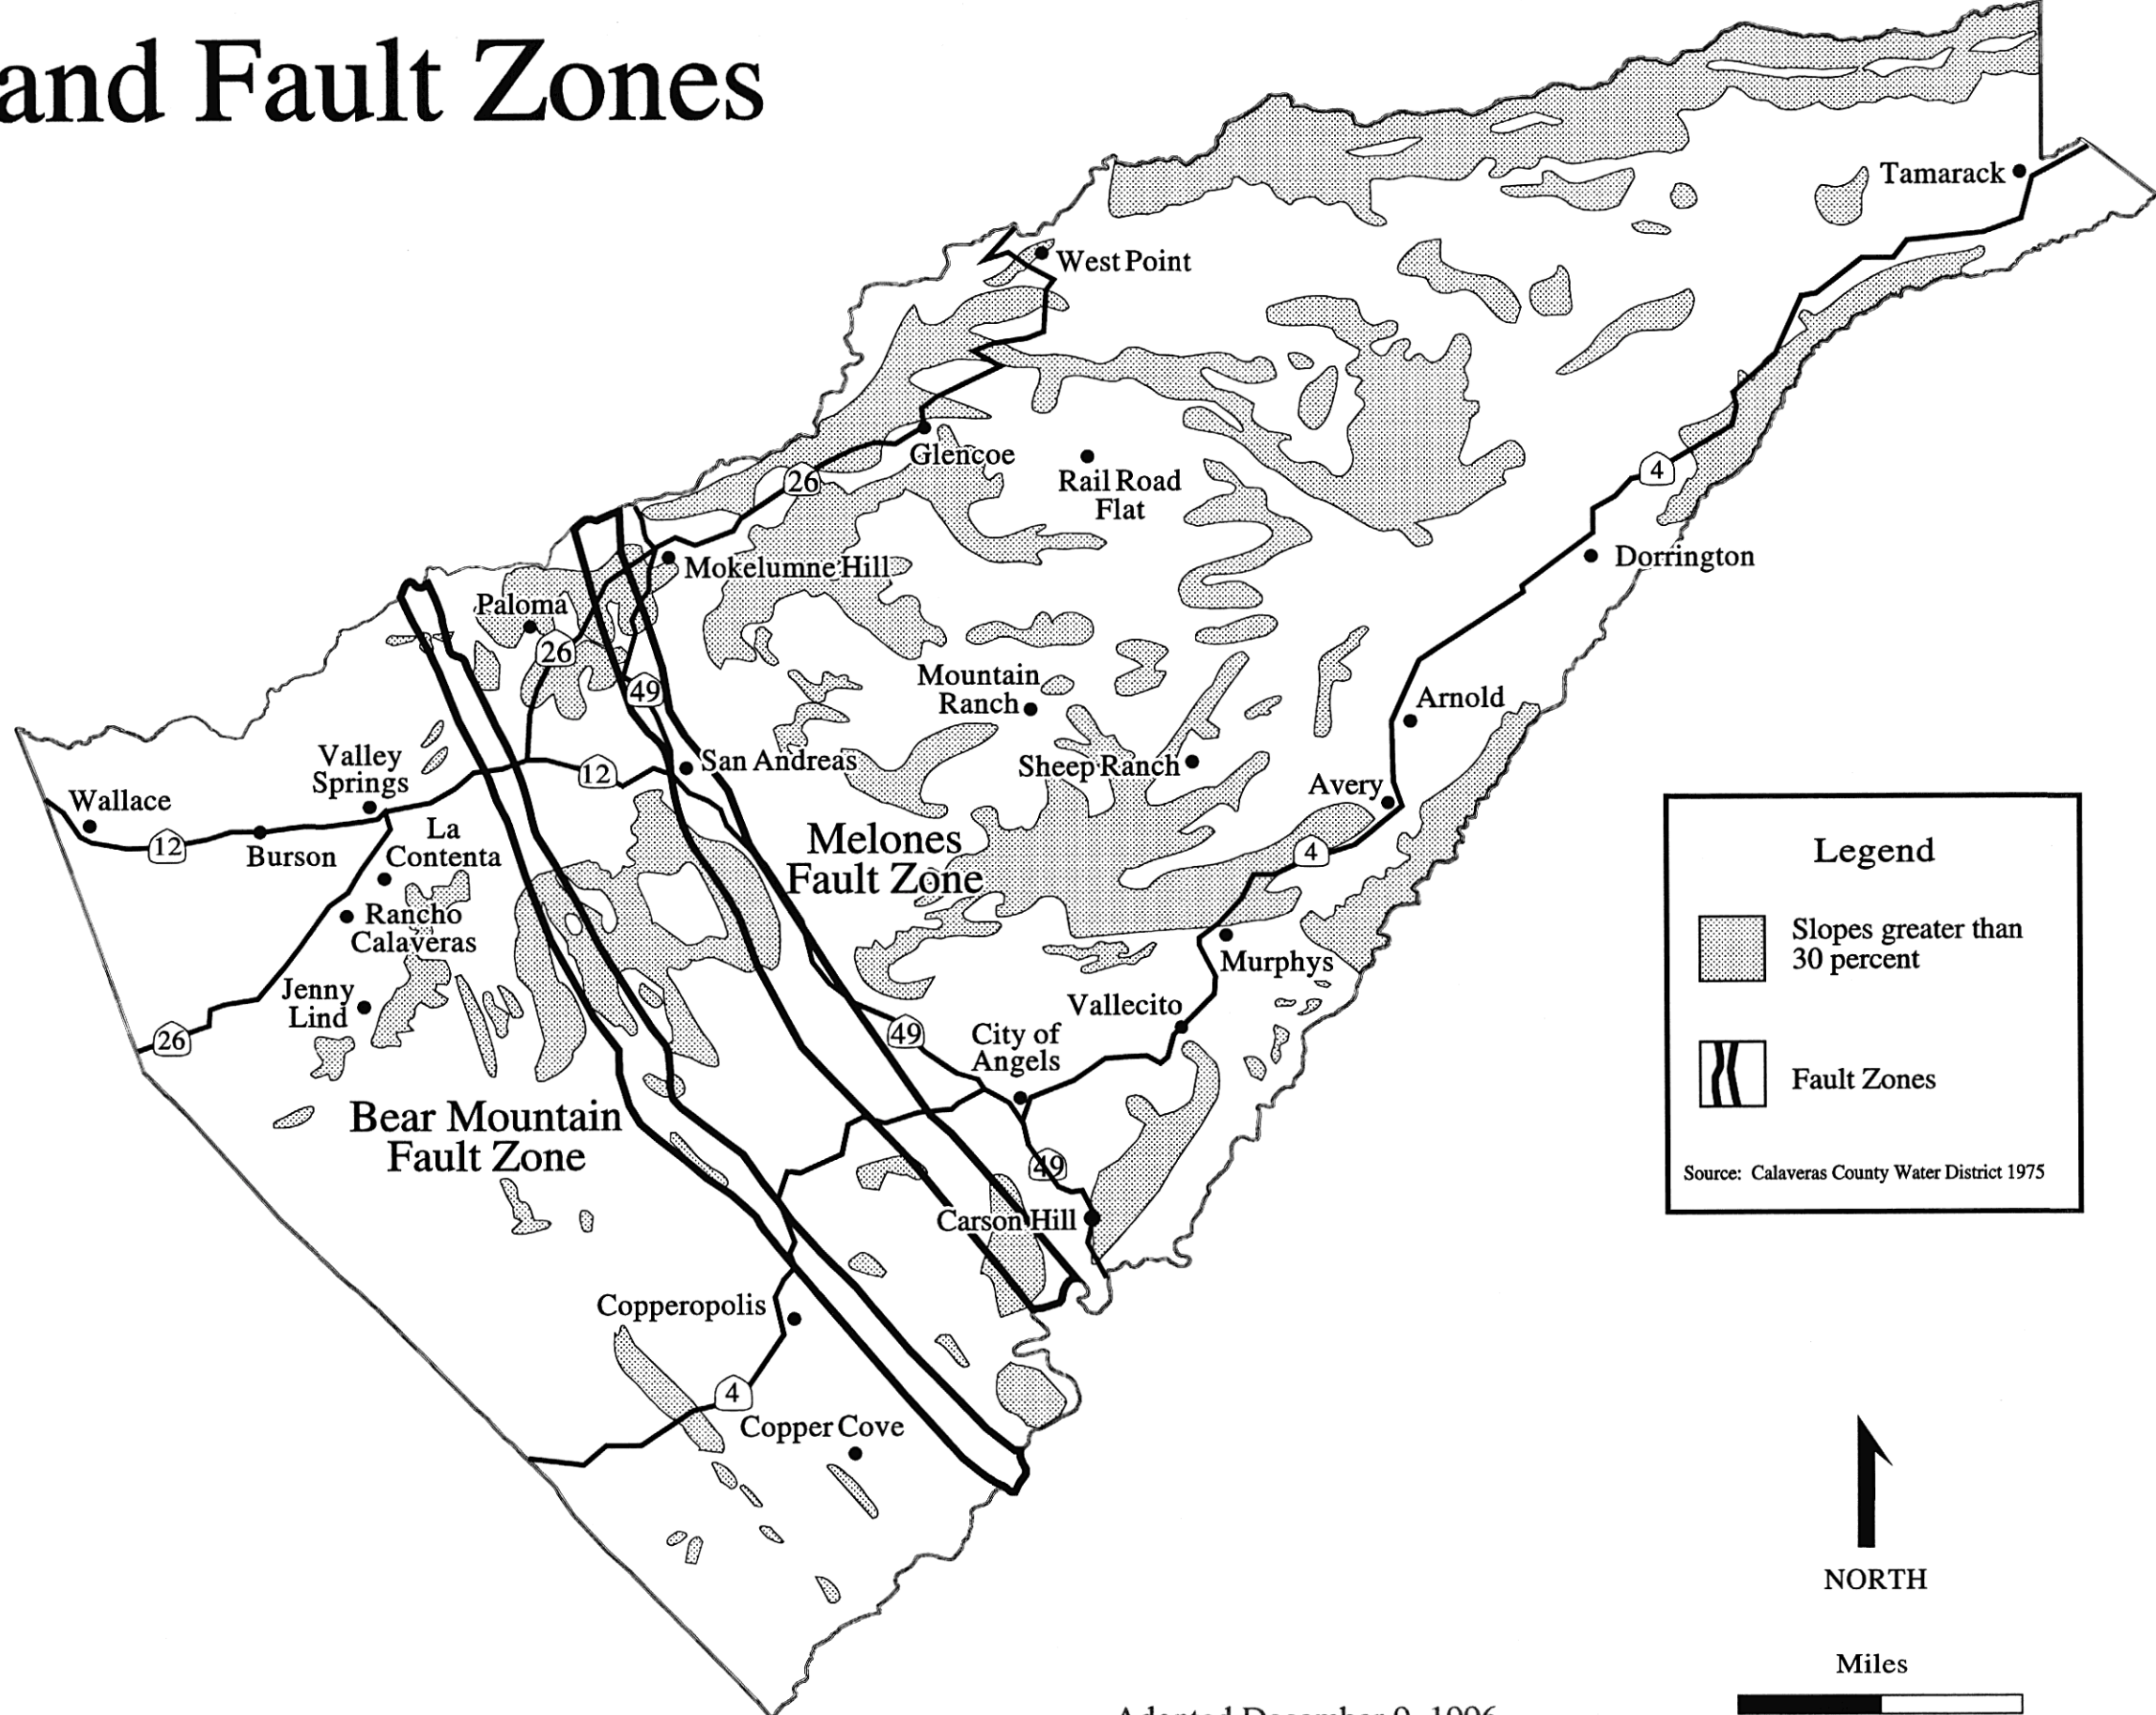 and Fault Zones
Tamarack
West Point
Glencoe
26
Rail Road
Flat
4
Mokelumne Hill
Dorrington
Paloma
26
49
Mountain
Ranch
Arnold
Valley
Springs
12
San Andreas
Sheep Ranch
Avery
Wallace
12
Burson
La
Contenta
Melones
Fault Zone
4
Rancho
Calaveras
Murphys
Jenny
Lind
26
Vallecito
49
City of
Angels
Bear Mountain
Fault Zone
49
Carson Hill
Copperopolis
4
Copper Cove
Legend
Slopes greater than
30 percent
Fault Zones
Source: Calaveras County Water District 1975
NORTH
Miles
Adopted December 9, 1996